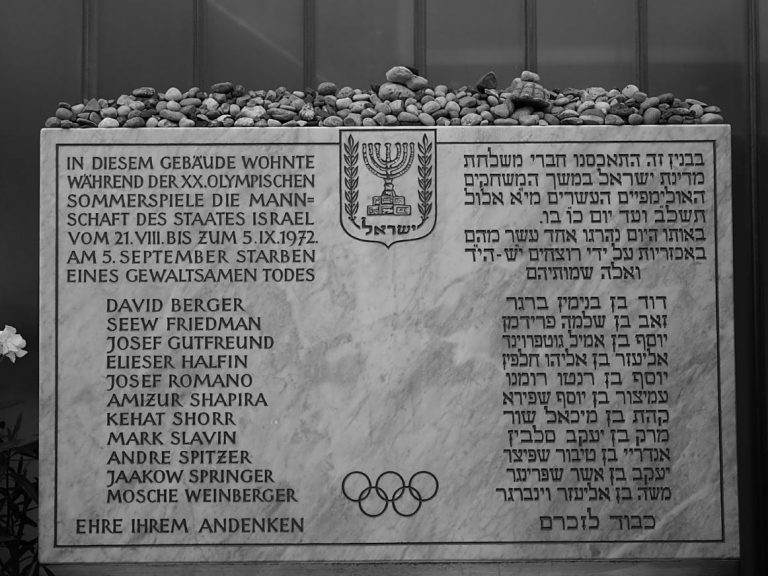 IN DIESEM GEBÄUDE WOHNTE
WÄHREND DER XX. OLYMPISCHEN
SOMMERSPIELE DIE MANN=
SCHAFT DES STAATES ISRAEL
VOM 21. VIII. BIS ZUM 5. IX. 1972.
AM 5. SEPTEMBER STARBEN
EINES GEWALTSAMEN TODES
DAVID BERGER
SEEW FRIEDMAN
JOSEF GUTFREUND
ELIESER HALFIN
JOSEF ROMANO
AMIZUR SHAPIRA
KEHAT SHORR
MARK SLAVIN
ANDRE SPITZER
JAAKOW SPRINGER
MOSCHE WEINBERGER
EHRE IHREM ANDENKEN
ישראל
בבנין זה התאכסנו חברי משלחת
מדינת ישראל במשך המשחקים
האולימפיים העשרים מי״א אלול
תשל״ב ועד יום כ״ו בו.
באותו היום נהרגו אחד עשר מהם
באכזריות על ידי רוצחים יש-הי״ד
ואלה שמותיהם
דוד בן בנימין ברגר
זאב בן שלמה פרידמן
יוסף בן אמיל גוטפרוינד
אליעזר בן אליהו חלפין
יוסף בן רנטו רומנו
עמיצור בן יוסף שפירא
קהת בן מיכאל שור
מרק בן יעקב סלבין
אנדריי בן טיבור שפיצר
יעקב בן אשר שפרינגר
משה בן אליעזר וינברגר
כבוד לזכרם